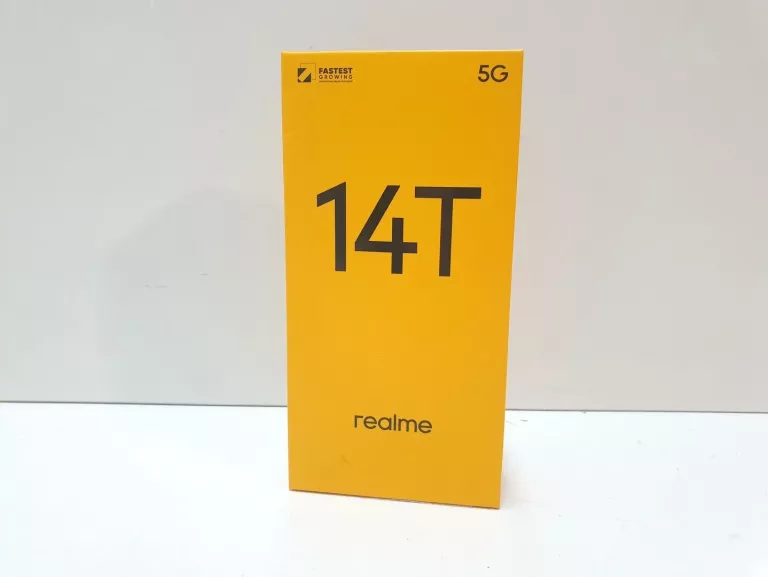 FASTEST
GROWING
5G
14T
realme